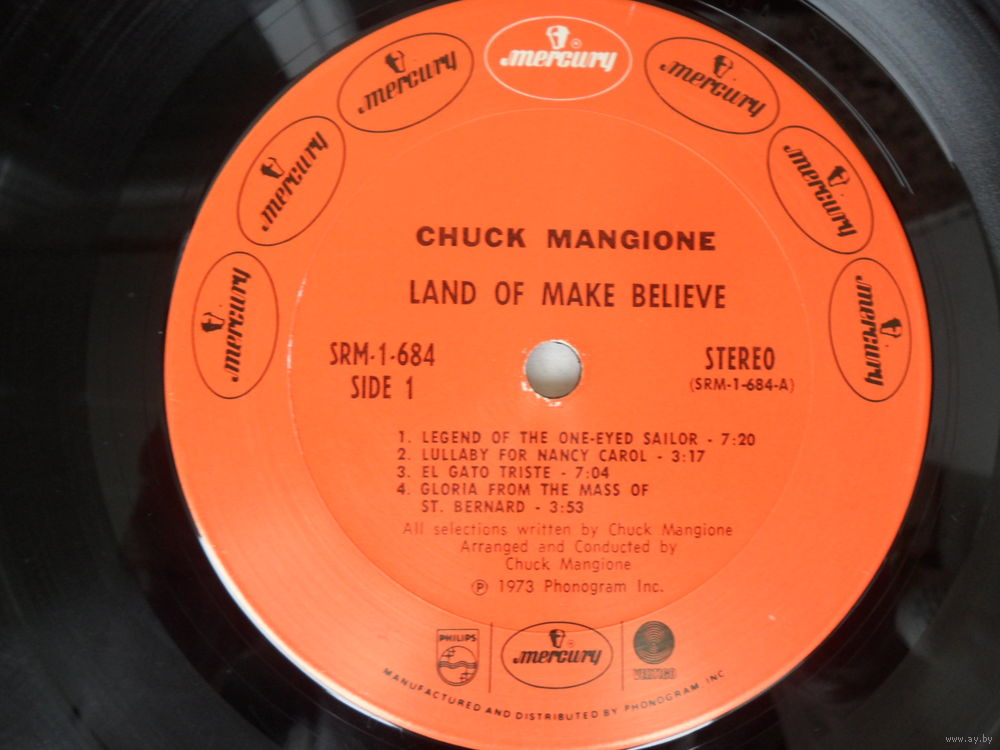 mercury
mercury
mercury
mercury
mercury ®
mercury
mercury
CHUCK MANGIONE
LAND OF MAKE BELIEVE
SRM-1-684
SIDE 1
STEREO
(SRM-1-684-A)
1. LEGEND OF THE ONE-EYED SAILOR - 7:20
2. LULLABY FOR NANCY CAROL - 3:17
3. EL GATO TRISTE - 7:04
4. GLORIA FROM THE MASS OF
ST. BERNARD - 3:53
All selections written by Chuck Mangione
Arranged and Conducted by
Chuck Mangione
℗ 1973 Phonogram Inc.
PHILIPS
mercury
VERTIGO
MANUFACTURED AND DISTRIBUTED BY PHONOGRAM, INC
www.ay.by